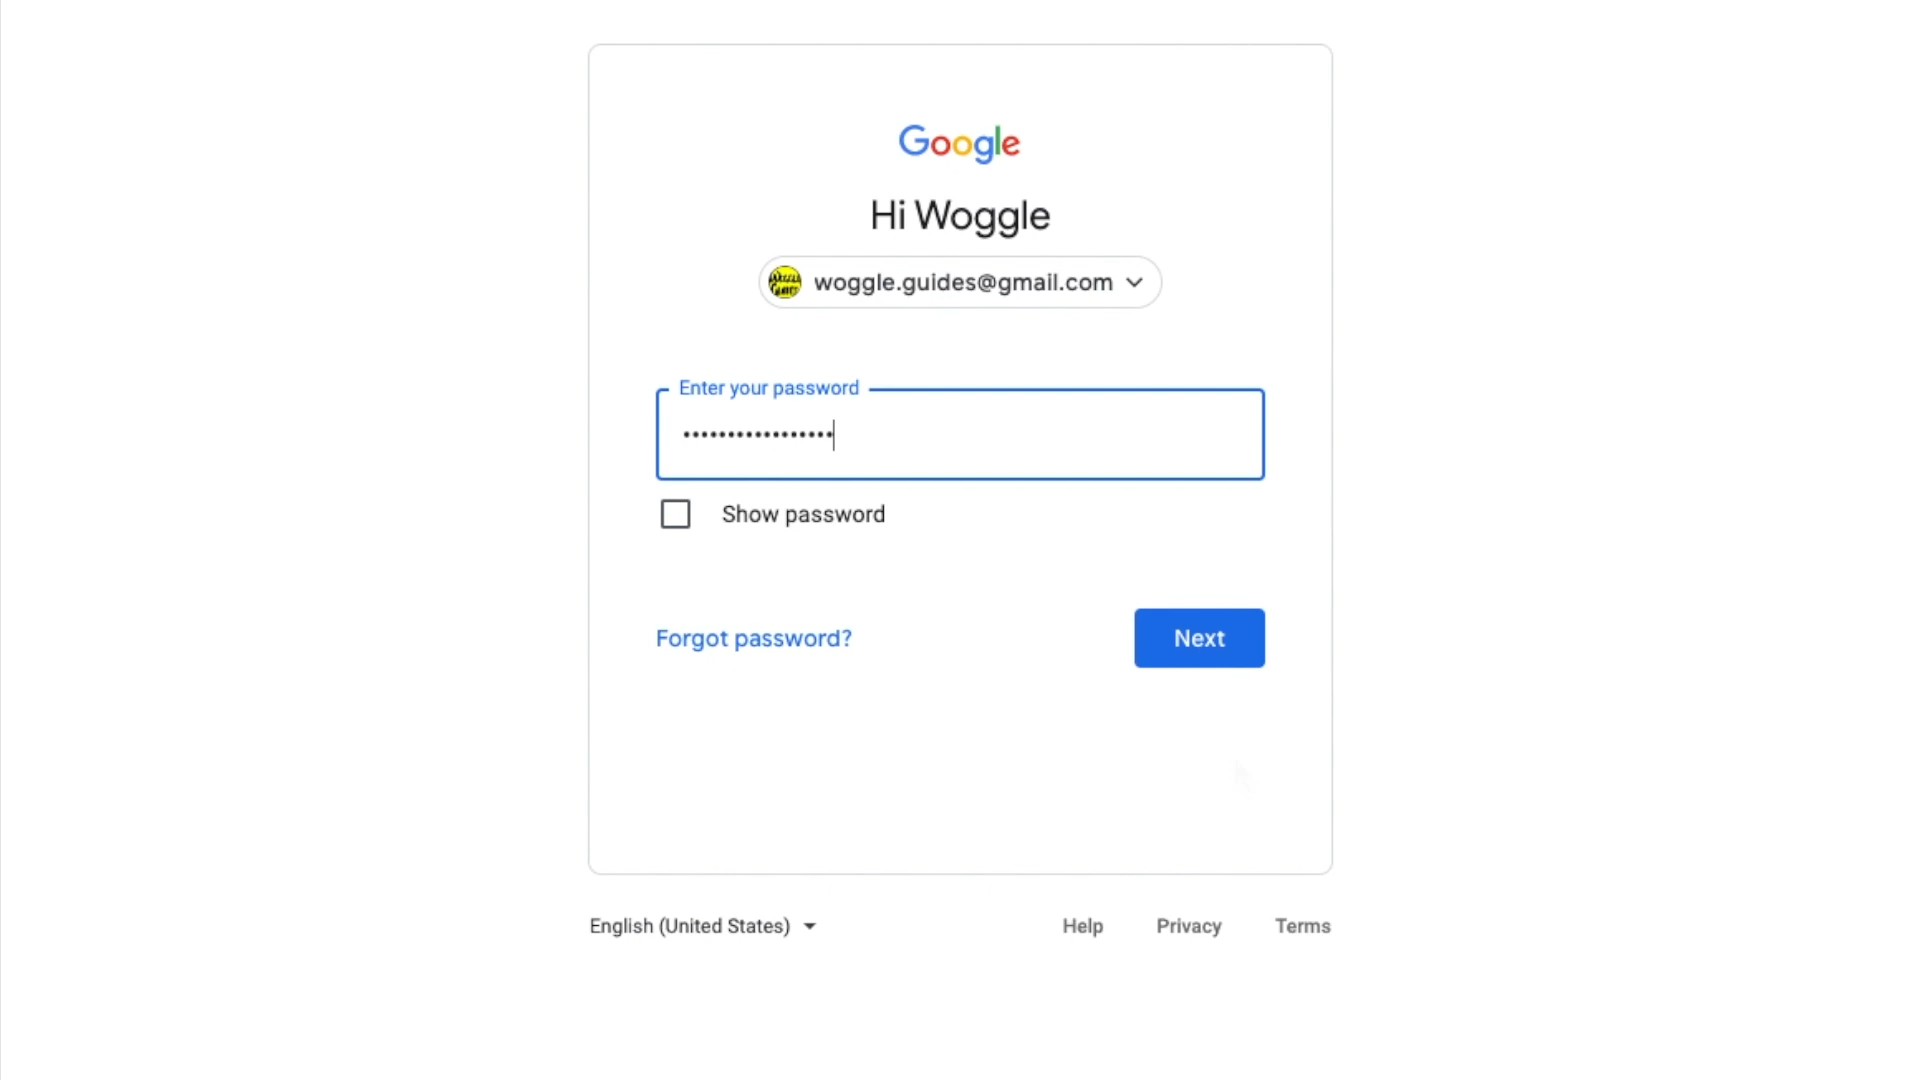 Google
Hi Woggle
woggle.guides@gmail.com
Enter your password
•••••••••••••••••
Show password
Forgot password?
Next
English (United States)
Help
Privacy
Terms